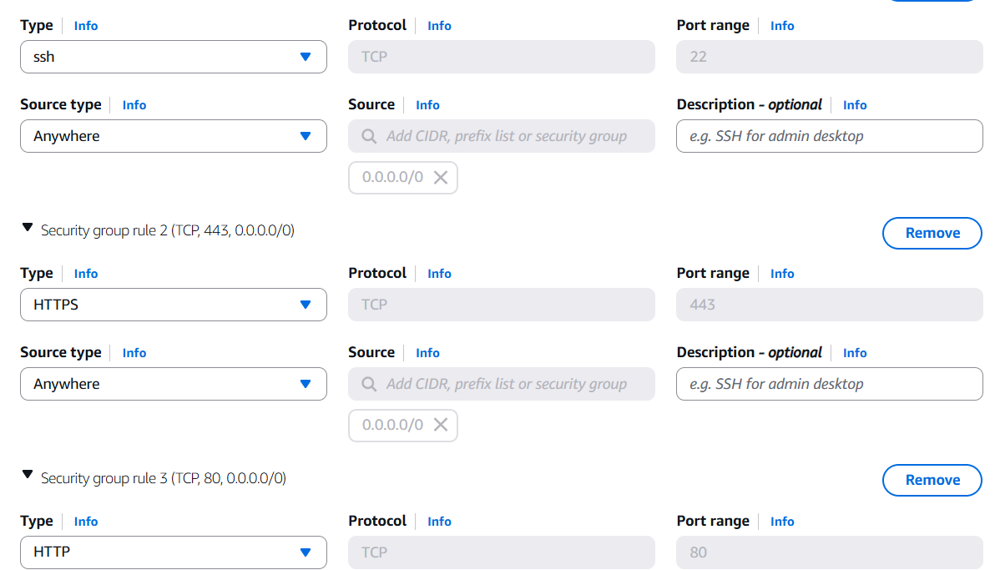 Type Info Protocol Info Port range Info
ssh TCP 22
Source type Info Source Info Description - optional Info
Anywhere Add CIDR, prefix list or security group e.g. SSH for admin desktop
0.0.0.0/0
Security group rule 2 (TCP, 443, 0.0.0.0/0) Remove
Type Info Protocol Info Port range Info
HTTPS TCP 443
Source type Info Source Info Description - optional Info
Anywhere Add CIDR, prefix list or security group e.g. SSH for admin desktop
0.0.0.0/0
Security group rule 3 (TCP, 80, 0.0.0.0/0) Remove
Type Info Protocol Info Port range Info
HTTP TCP 80